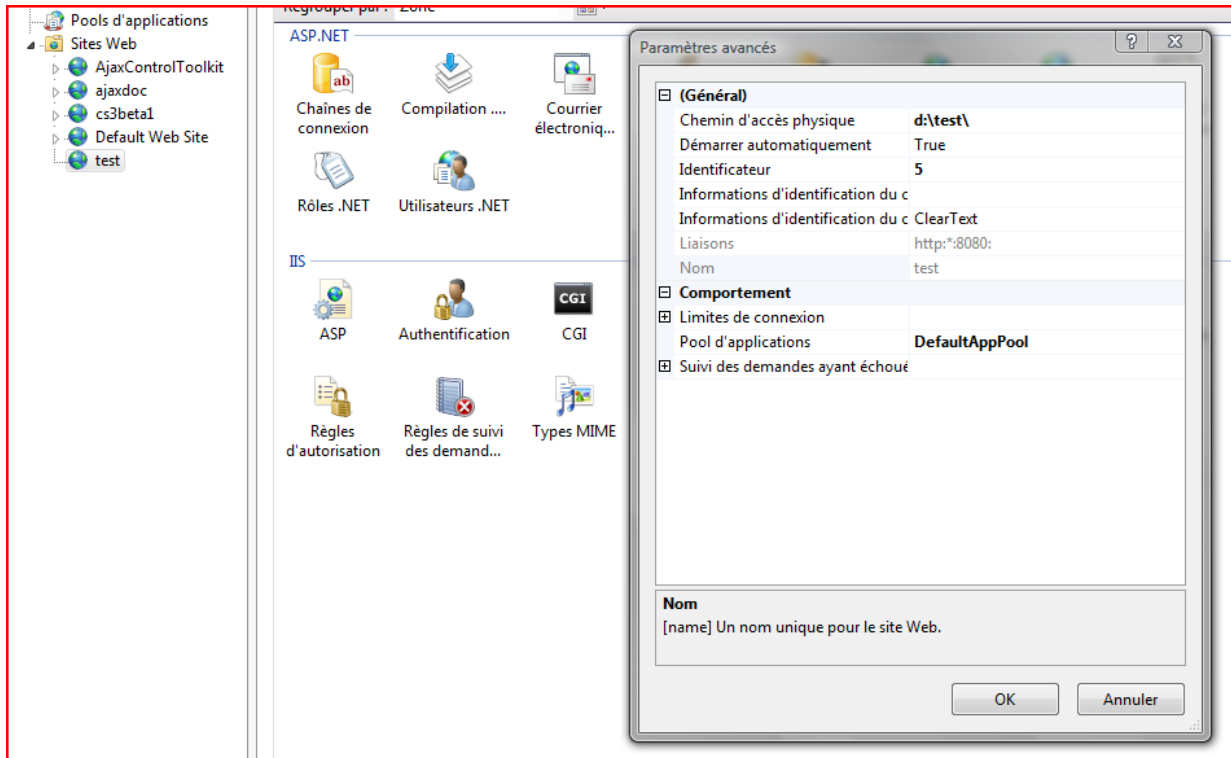 Regrouper par : Zone
Pools d'applications
Sites Web
AjaxControlToolkit
ajaxdoc
cs3beta1
Default Web Site
test
ASP.NET
Chaînes de connexion
Compilation ....
Courrier électroniq...
Rôles .NET
Utilisateurs .NET
IIS
ASP
Authentification
CGI
CGI
Règles d'autorisation
Règles de suivi des demand...
Types MIME
Paramètres avancés
(Général)
Chemin d'accès physique d:\test\
Démarrer automatiquement True
Identificateur 5
Informations d'identification du c
Informations d'identification du c ClearText
Liaisons http:*:8080:
Nom test
Comportement
Limites de connexion
Pool d'applications DefaultAppPool
Suivi des demandes ayant échoué
Nom
[name] Un nom unique pour le site Web.
OK Annuler